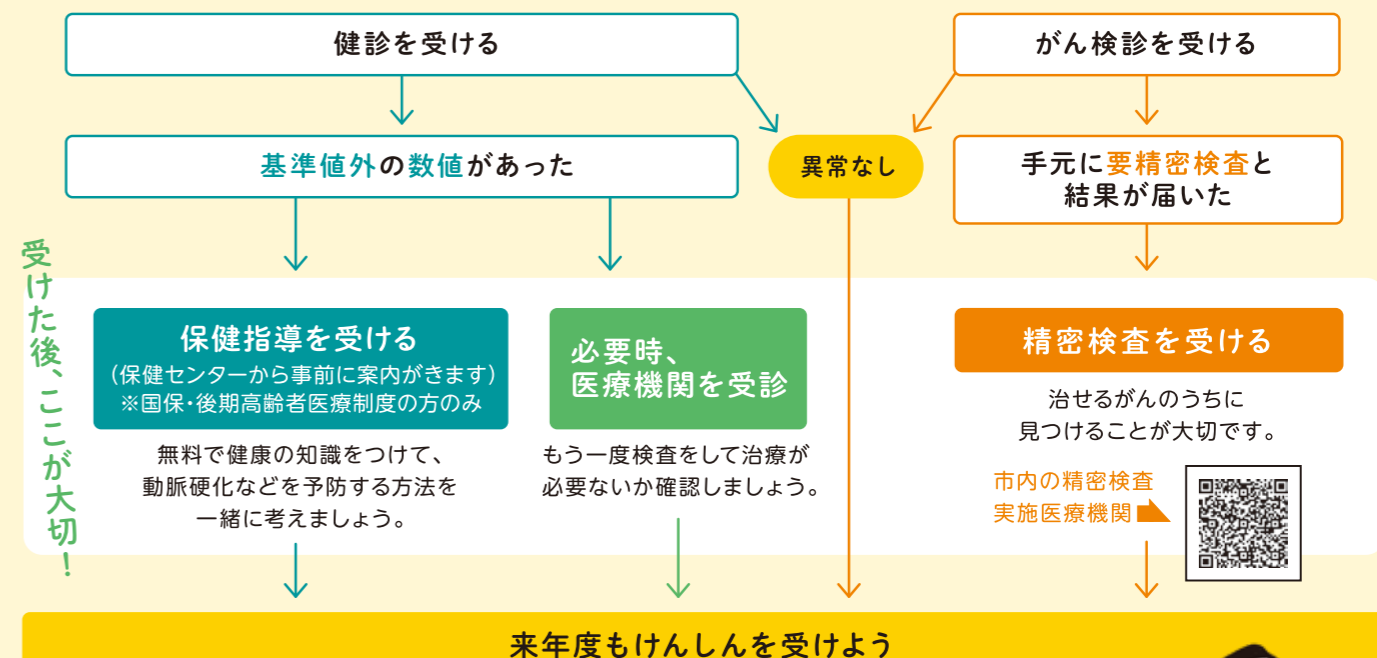 健診を受ける
がん検診を受ける
基準値外の数値があった
異常なし
手元に要精密検査と
結果が届いた
受けた後、ここが大切!
保健指導を受ける
(保健センターから事前に案内がきます)
※国保・後期高齢者医療制度の方のみ
無料で健康の知識をつけて、
動脈硬化などを予防する方法を
一緒に考えましょう。
必要時、
医療機関を受診
もう一度検査をして治療が
必要ないか確認しましょう。
精密検査を受ける
治せるがんのうちに
見つけることが大切です。
市内の精密検査
実施医療機関
来年度もけんしんを受けよう